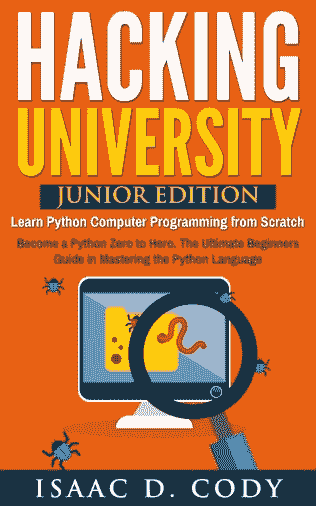 HACKING
UNIVERSITY
JUNIOR EDITION
Learn Python Computer Programming from Scratch
Become a Python Zero to Hero. The Ultimate Beginners
Guide in Mastering the Python Language
ISAAC D. CODY